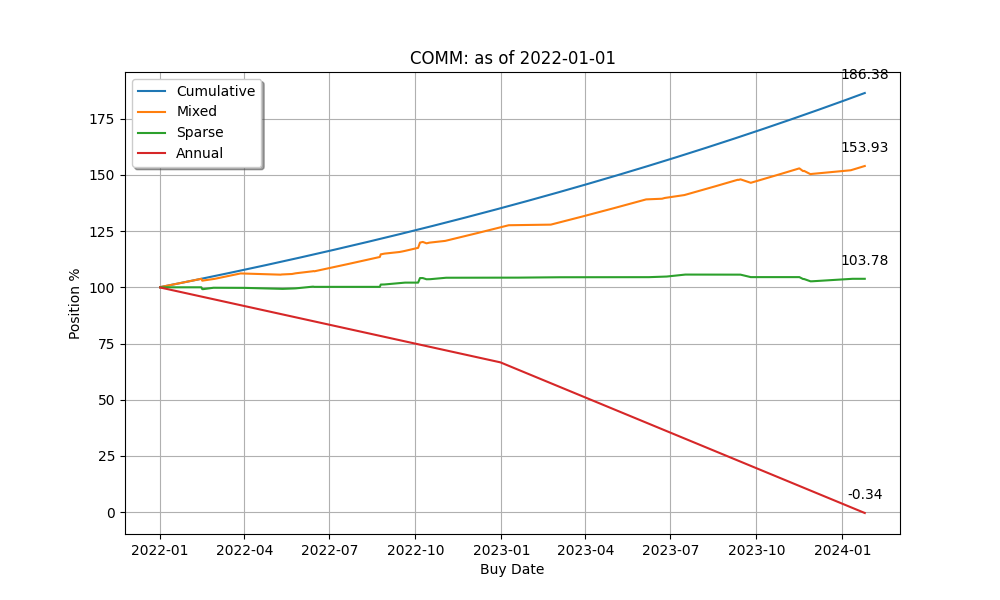 COMM: as of 2022-01-01
186.38
Cumulative
Mixed
Sparse
Annual
153.93
103.78
-0.34
Position %
175
150
125
100
75
50
25
0
2022-01 2022-04 2022-07 2022-10 2023-01 2023-04 2023-07 2023-10 2024-01
Buy Date